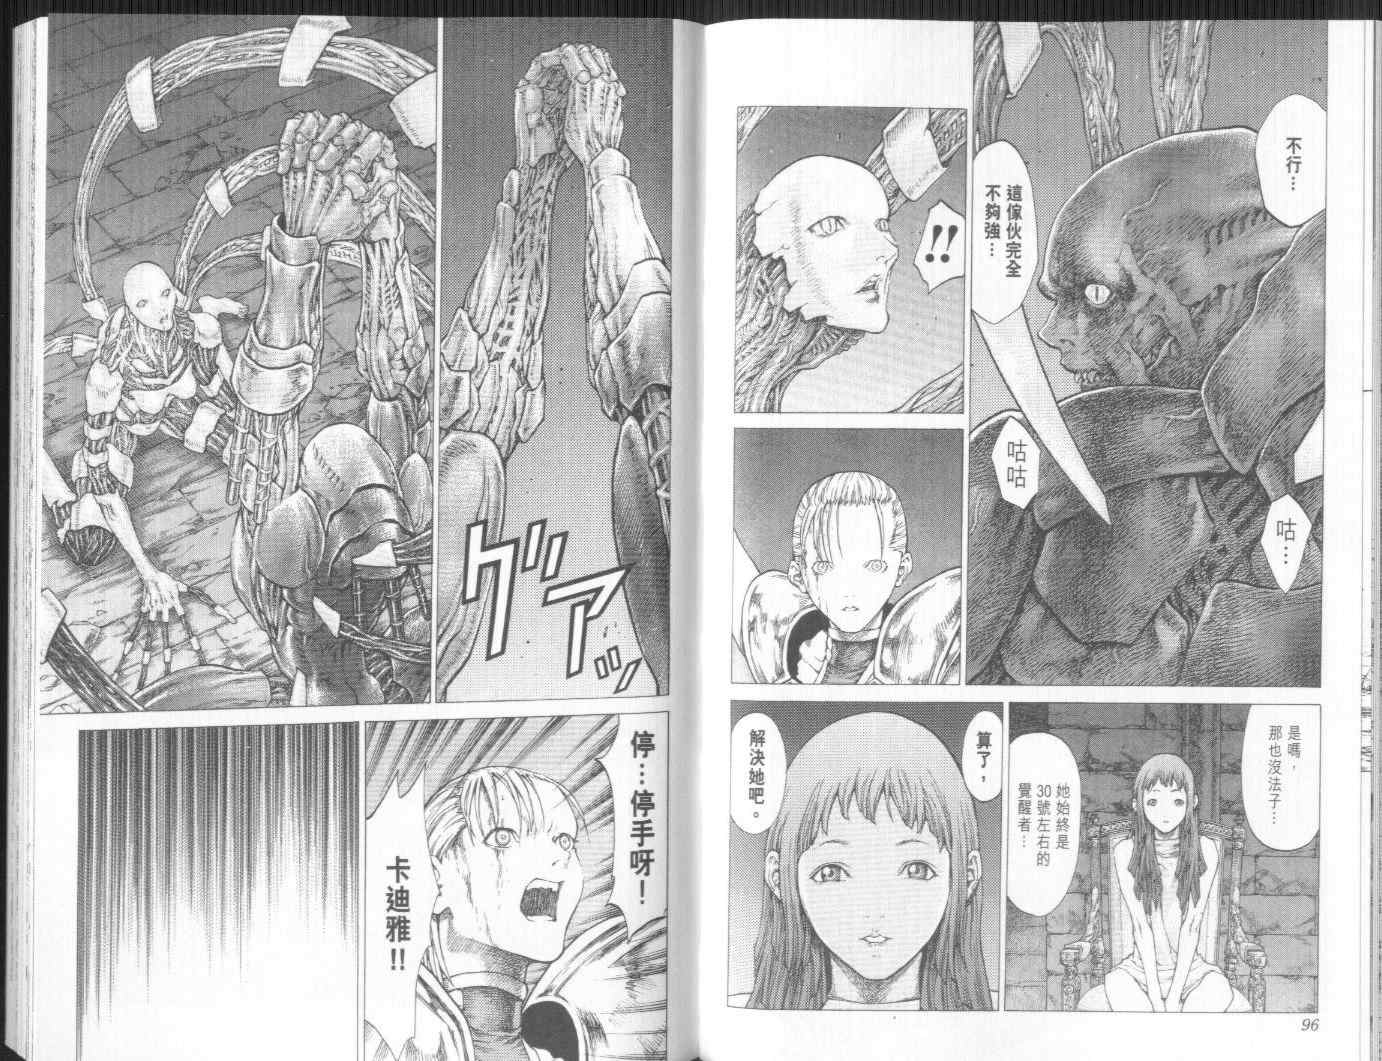 不行…
這傢伙完全
不夠強…
咕咕
咕…
!!
是嗎，
那也沒法子…
她始終是
30號左右的
覺醒者…
算了，
解決她吧。
96
グアッ
停…停手呀！
卡迪雅!!